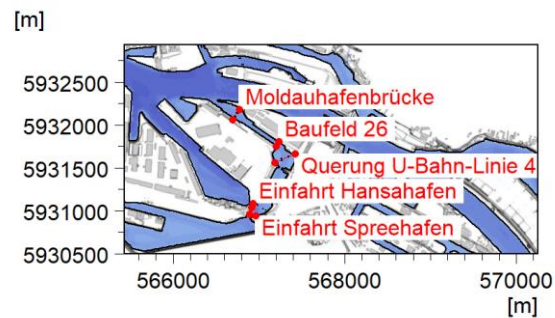 [m]
5932500
5932000
5931500
5931000
5930500
Moldauhafenbrücke
Baufeld 26
Querung U-Bahn-Linie 4
Einfahrt Hansahafen
Einfahrt Spreehafen
566000
568000
570000
[m]